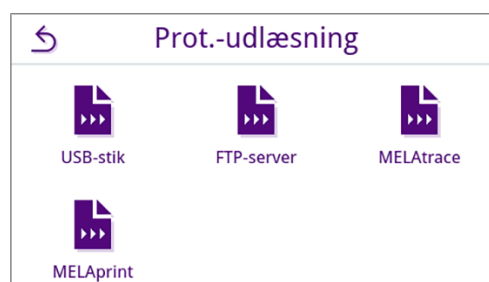 Prot.-udlæsning
USB-stik
FTP-server
MELAtrace
MELAprint